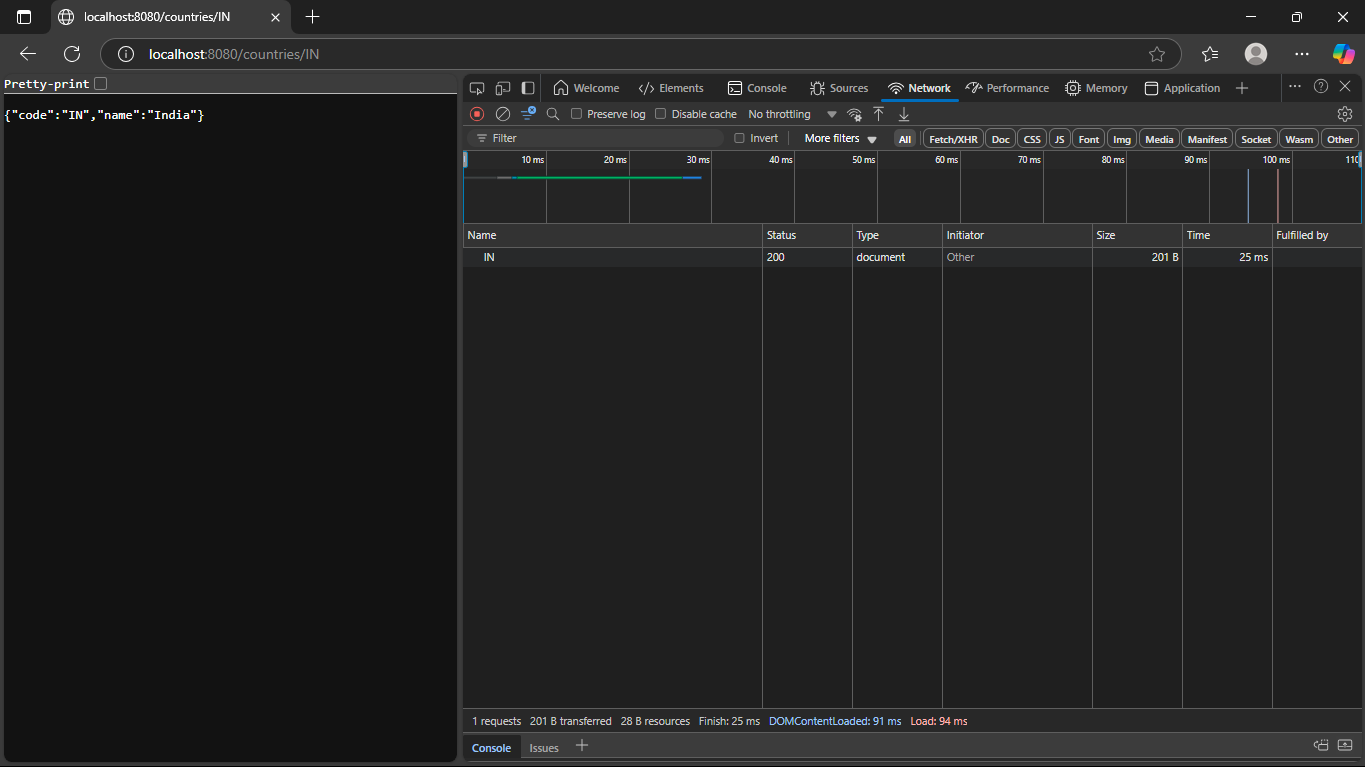 localhost:8080/countries/IN
localhost:8080/countries/IN
Pretty-print
{"code":"IN","name":"India"}
Welcome Elements Console Sources Network Performance Memory Application
Preserve log Disable cache No throttling
Filter Invert More filters All Fetch/XHR Doc CSS JS Font Img Media Manifest Socket Wasm Other
10 ms 20 ms 30 ms 40 ms 50 ms 60 ms 70 ms 80 ms 90 ms 100 ms 110
Name Status Type Initiator Size Time Fulfilled by
IN 200 document Other 201 B 25 ms
1 requests 201 B transferred 28 B resources Finish: 25 ms DOMContentLoaded: 91 ms Load: 94 ms
Console Issues